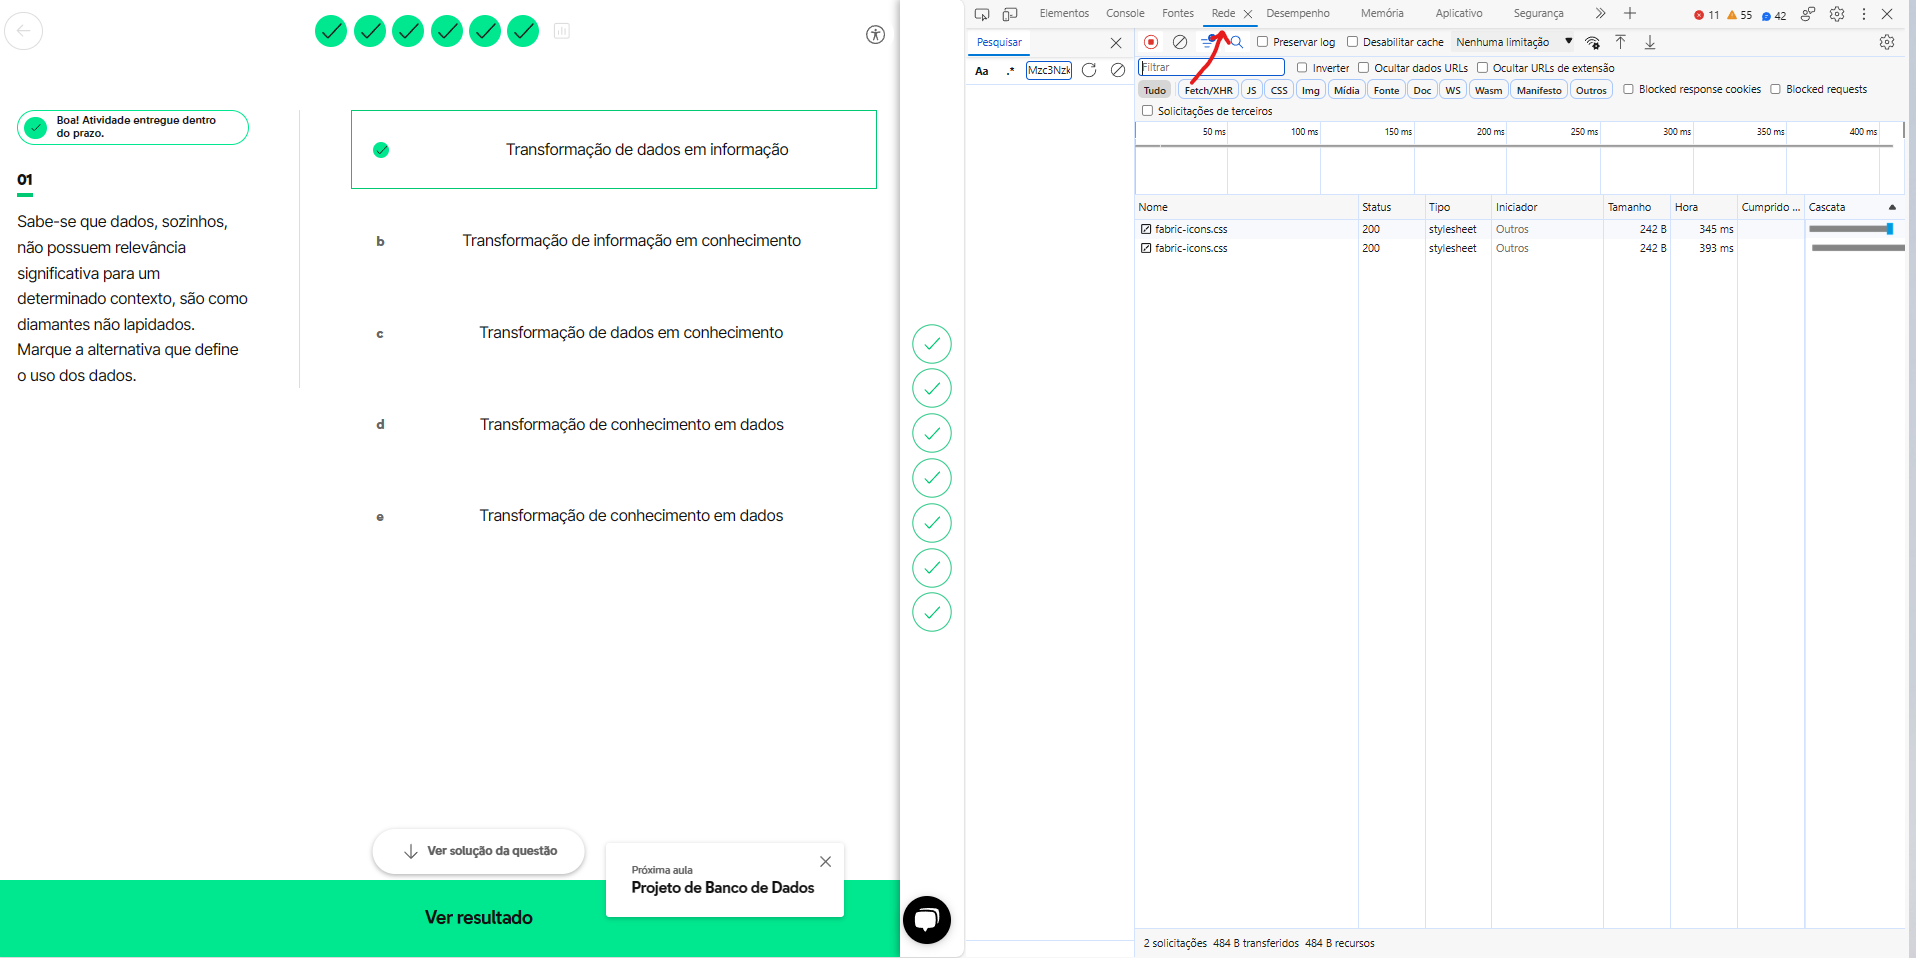 Boa! Atividade entregue dentro
do prazo.
01
Sabe-se que dados, sozinhos,
não possuem relevância
significativa para um
determinado contexto, são como
diamantes não lapidados.
Marque a alternativa que define
o uso dos dados.
Transformação de dados em informação
b Transformação de informação em conhecimento
c Transformação de dados em conhecimento
d Transformação de conhecimento em dados
e Transformação de conhecimento em dados
Ver solução da questão
Próxima aula
Projeto de Banco de Dados
Ver resultado
Elementos Console Fontes Rede Desempenho Memória Aplicativo Segurança 11 55 42
Pesquisar
Aa .* Mzc3Nzk
Preservar log Desabilitar cache Nenhuma limitação
Filtrar Inverter Ocultar dados URLs Ocultar URLs de extensão
Tudo Fetch/XHR JS CSS Img Mídia Fonte Doc WS Wasm Manifesto Outros Blocked response cookies Blocked requests
Solicitações de terceiros
50 ms 100 ms 150 ms 200 ms 250 ms 300 ms 350 ms 400 ms
Nome Status Tipo Iniciador Tamanho Hora Cumprido ... Cascata
fabric-icons.css 200 stylesheet Outros 242 B 345 ms
fabric-icons.css 200 stylesheet Outros 242 B 393 ms
2 solicitações 484 B transferidos 484 B recursos